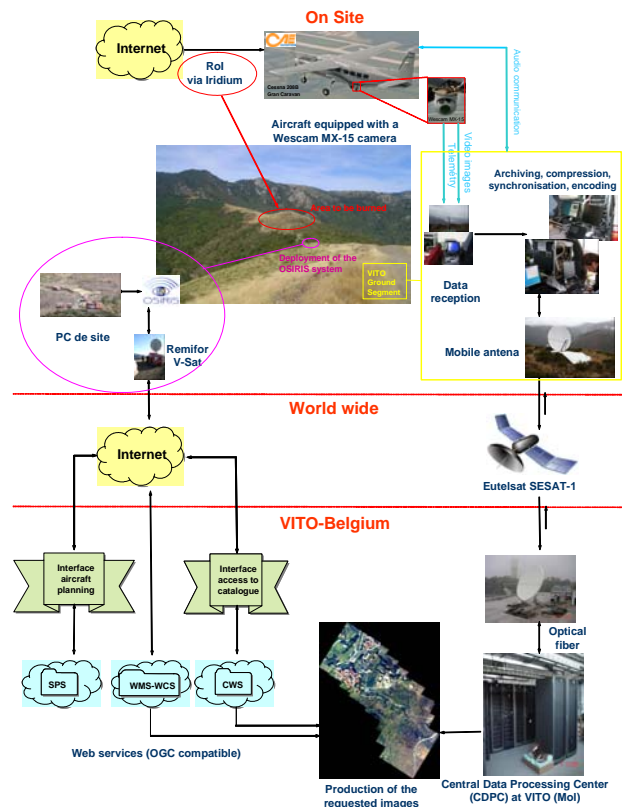 On Site
Internet
RoI
via Iridium
CAE
Cessna 208B
Gran Caravan
Wescam MX-15
Audio communication
Aircraft equipped with a
Wescam MX-15 camera
Video images
Telémetry
Archiving, compression,
synchronisation, encoding
Area to be burned
Deployment of the
OSIRIS system
VITO
Ground
Segment
Data
reception
OSIRIS
PC de site
Remifor
V-Sat
Mobile antena
World wide
Internet
Eutelsat SESAT-1
VITO-Belgium
Interface
aircraft
planning
Interface
access to
catalogue
Optical
fiber
SPS
WMS-WCS
CWS
Web services (OGC compatible)
Production of the
requested images
Central Data Processing Center
(CDPC) at VITO (Mol)